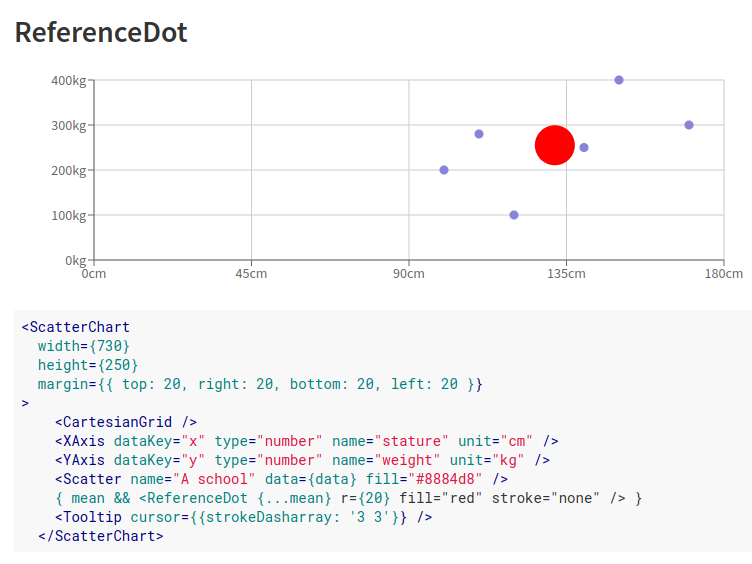 ReferenceDot
400kg
300kg
200kg
100kg
0kg
0cm 45cm 90cm 135cm 180cm
<ScatterChart
  width={730}
  height={250}
  margin={{ top: 20, right: 20, bottom: 20, left: 20 }}
>
    <CartesianGrid />
    <XAxis dataKey="x" type="number" name="stature" unit="cm" />
    <YAxis dataKey="y" type="number" name="weight" unit="kg" />
    <Scatter name="A school" data={data} fill="#8884d8" />
    { mean && <ReferenceDot {...mean} r={20} fill="red" stroke="none" /> }
    <Tooltip cursor={{strokeDasharray: '3 3'}} />
  </ScatterChart>